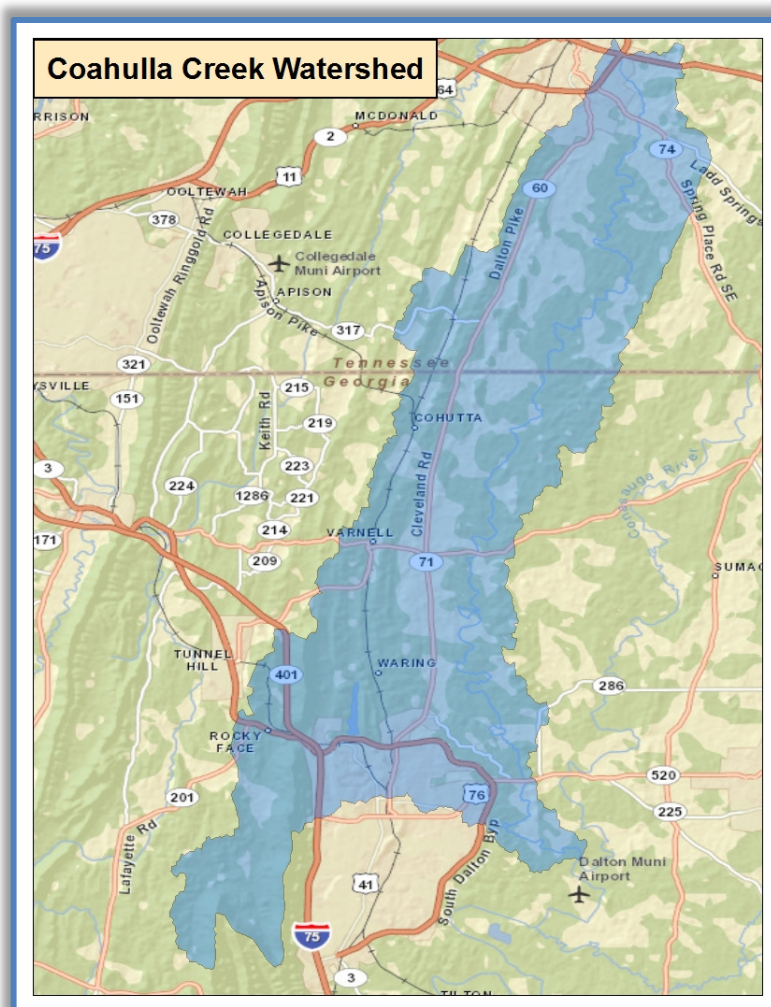 Coahulla Creek Watershed
64
RRISON
MCDONALD
2
74
11
Ladd Springs
60
OOLTEWAH
Spring Place Rd SE
378
Ooltewah Ringgold Rd
Dalton Pike
COLLEGEDALE
75
Collegedale
Muni Airport
APISON
Apison Pike
317
321
Tennessee
Georgia
YSVILLE
215
151
Keith Rd
219
COHUTTA
Cleveland Rd
Conasauga River
3
223
224
1286
221
214
VARNELL
171
209
71
SUMAC
TUNNEL
HILL
WARING
401
286
ROCKY
FACE
520
201
76
225
Lafayette Rd
South Dalton Byp
Dalton Muni
Airport
41
75
3
TILTON